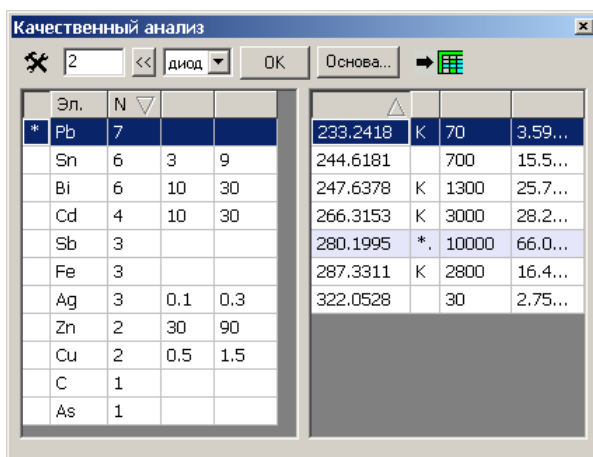 Качественный анализ
2 << диод OK Основа...
Эл. N
* Pb 7
Sn 6 3 9
Bi 6 10 30
Cd 4 10 30
Sb 3
Fe 3
Ag 3 0.1 0.3
Zn 2 30 90
Cu 2 0.5 1.5
C 1
As 1
233.2418 K 70 3.59...
244.6181 700 15.5...
247.6378 K 1300 25.7...
266.3153 K 3000 28.2...
280.1995 *. 10000 66.0...
287.3311 K 2800 16.4...
322.0528 30 2.75...